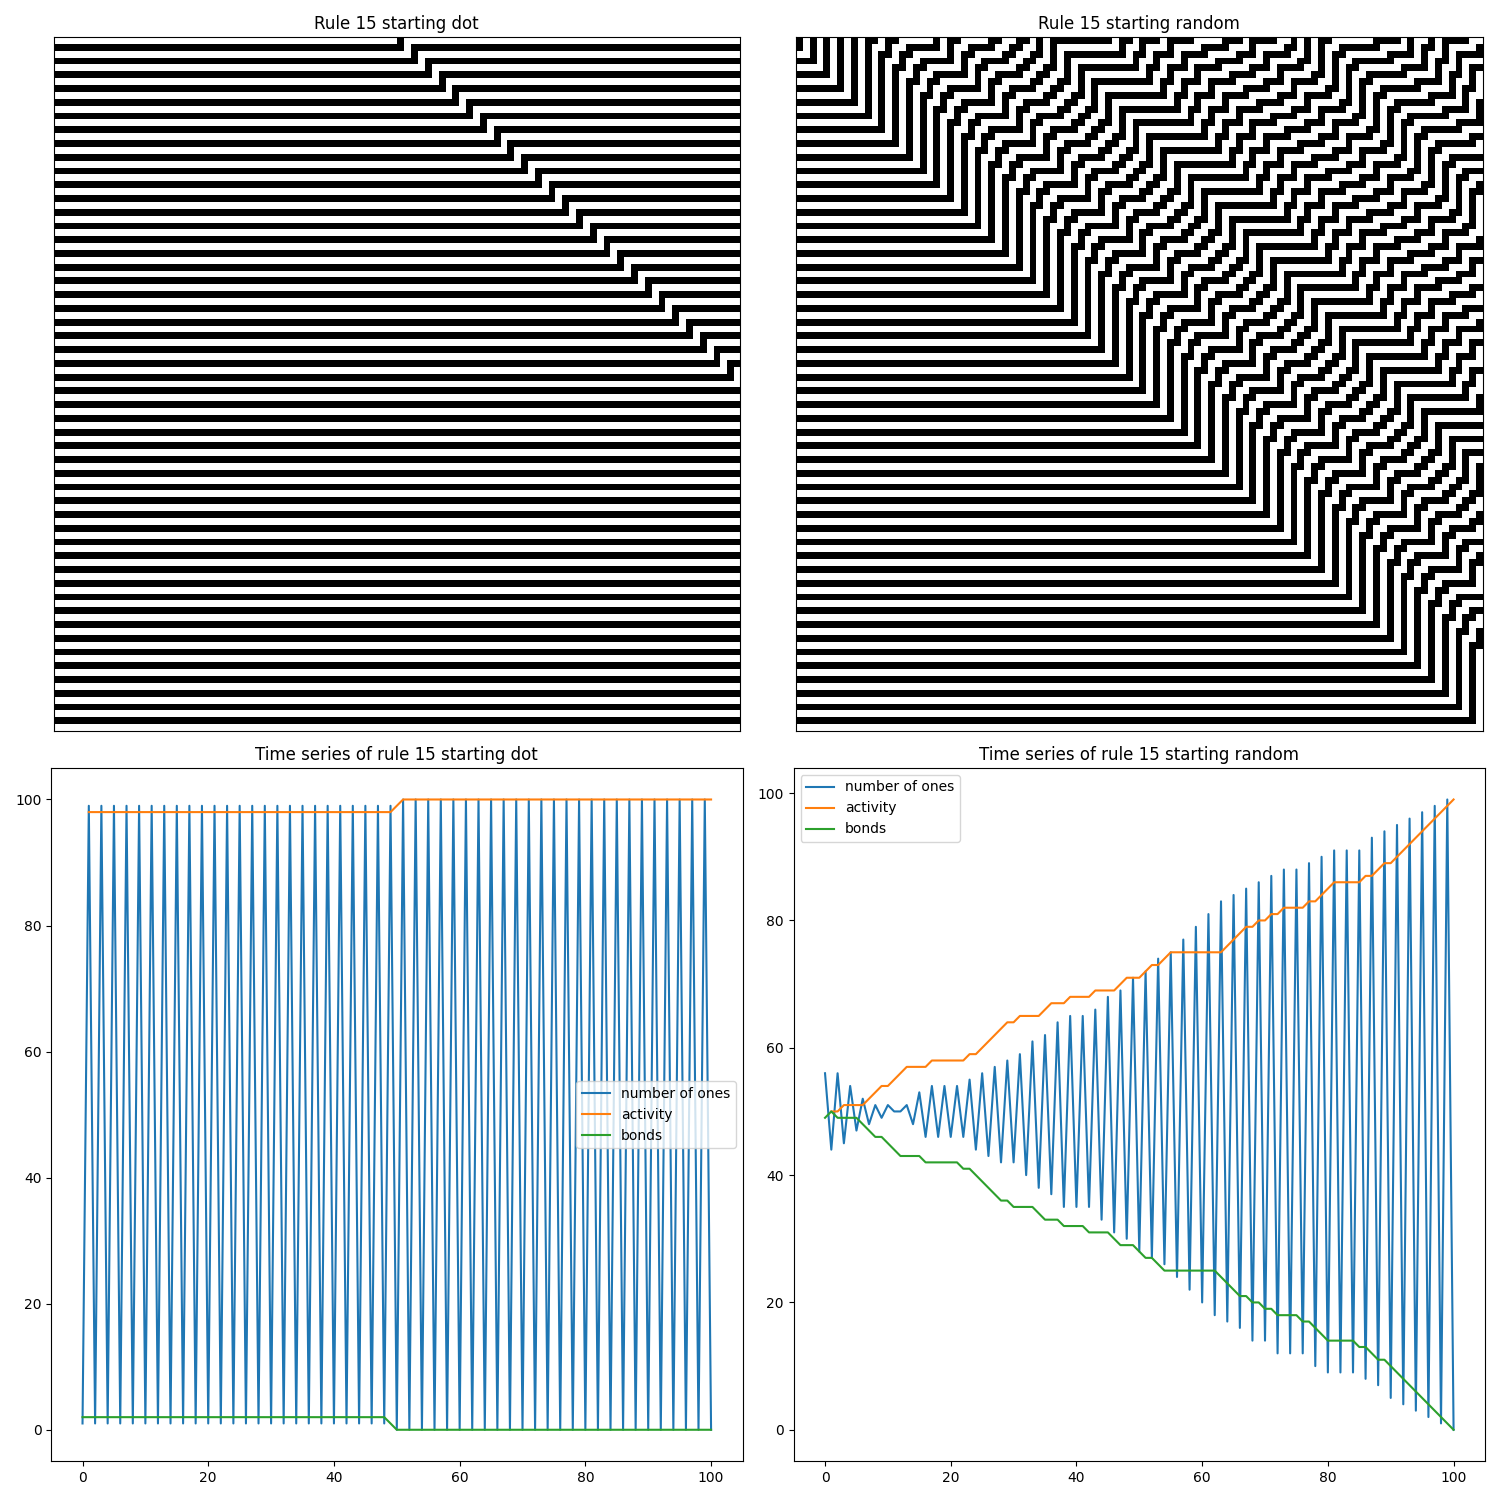 Rule 15 starting dot
Rule 15 starting random
Time series of rule 15 starting dot
100
80
60
40
20
0
0 20 40 60 80 100
number of ones
activity
bonds
Time series of rule 15 starting random
number of ones
activity
bonds
100
80
60
40
20
0
0 20 40 60 80 100